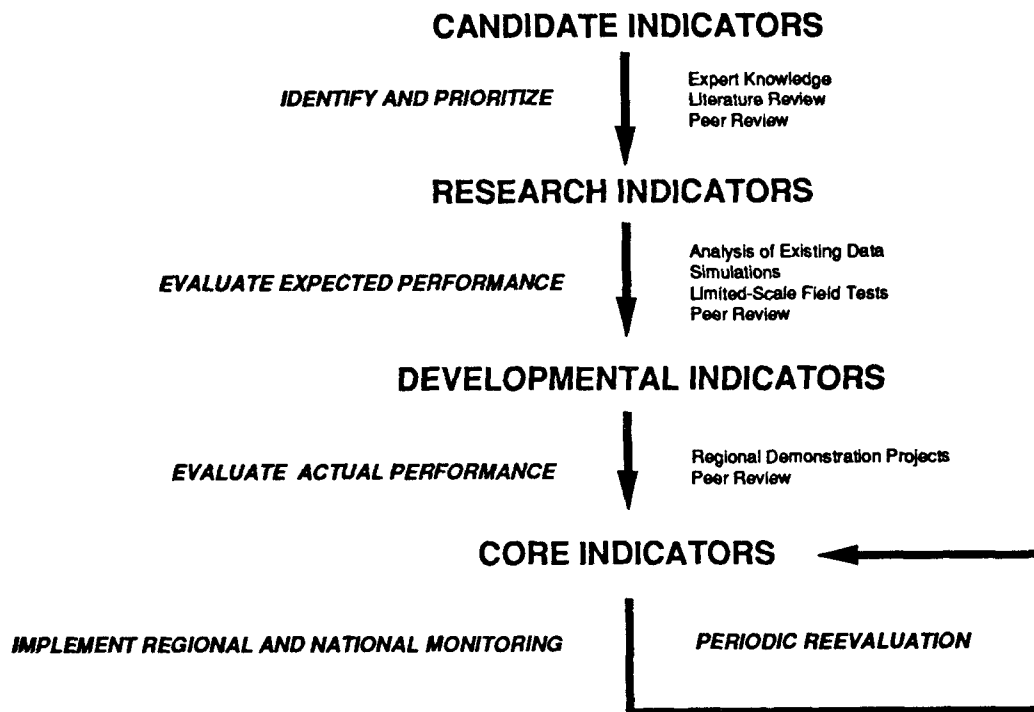 CANDIDATE INDICATORS
IDENTIFY AND PRIORITIZE
Expert Knowledge
Literature Review
Peer Review
RESEARCH INDICATORS
EVALUATE EXPECTED PERFORMANCE
Analysis of Existing Data
Simulations
Limited-Scale Field Tests
Peer Review
DEVELOPMENTAL INDICATORS
EVALUATE ACTUAL PERFORMANCE
Regional Demonstration Projects
Peer Review
CORE INDICATORS
IMPLEMENT REGIONAL AND NATIONAL MONITORING
PERIODIC REEVALUATION